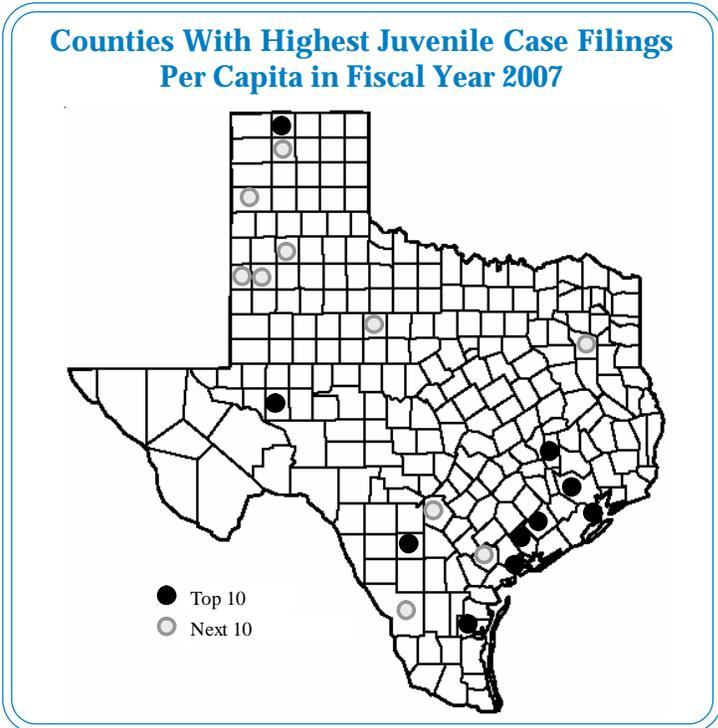 Counties With Highest Juvenile Case Filings
Per Capita in Fiscal Year 2007
Top 10
Next 10